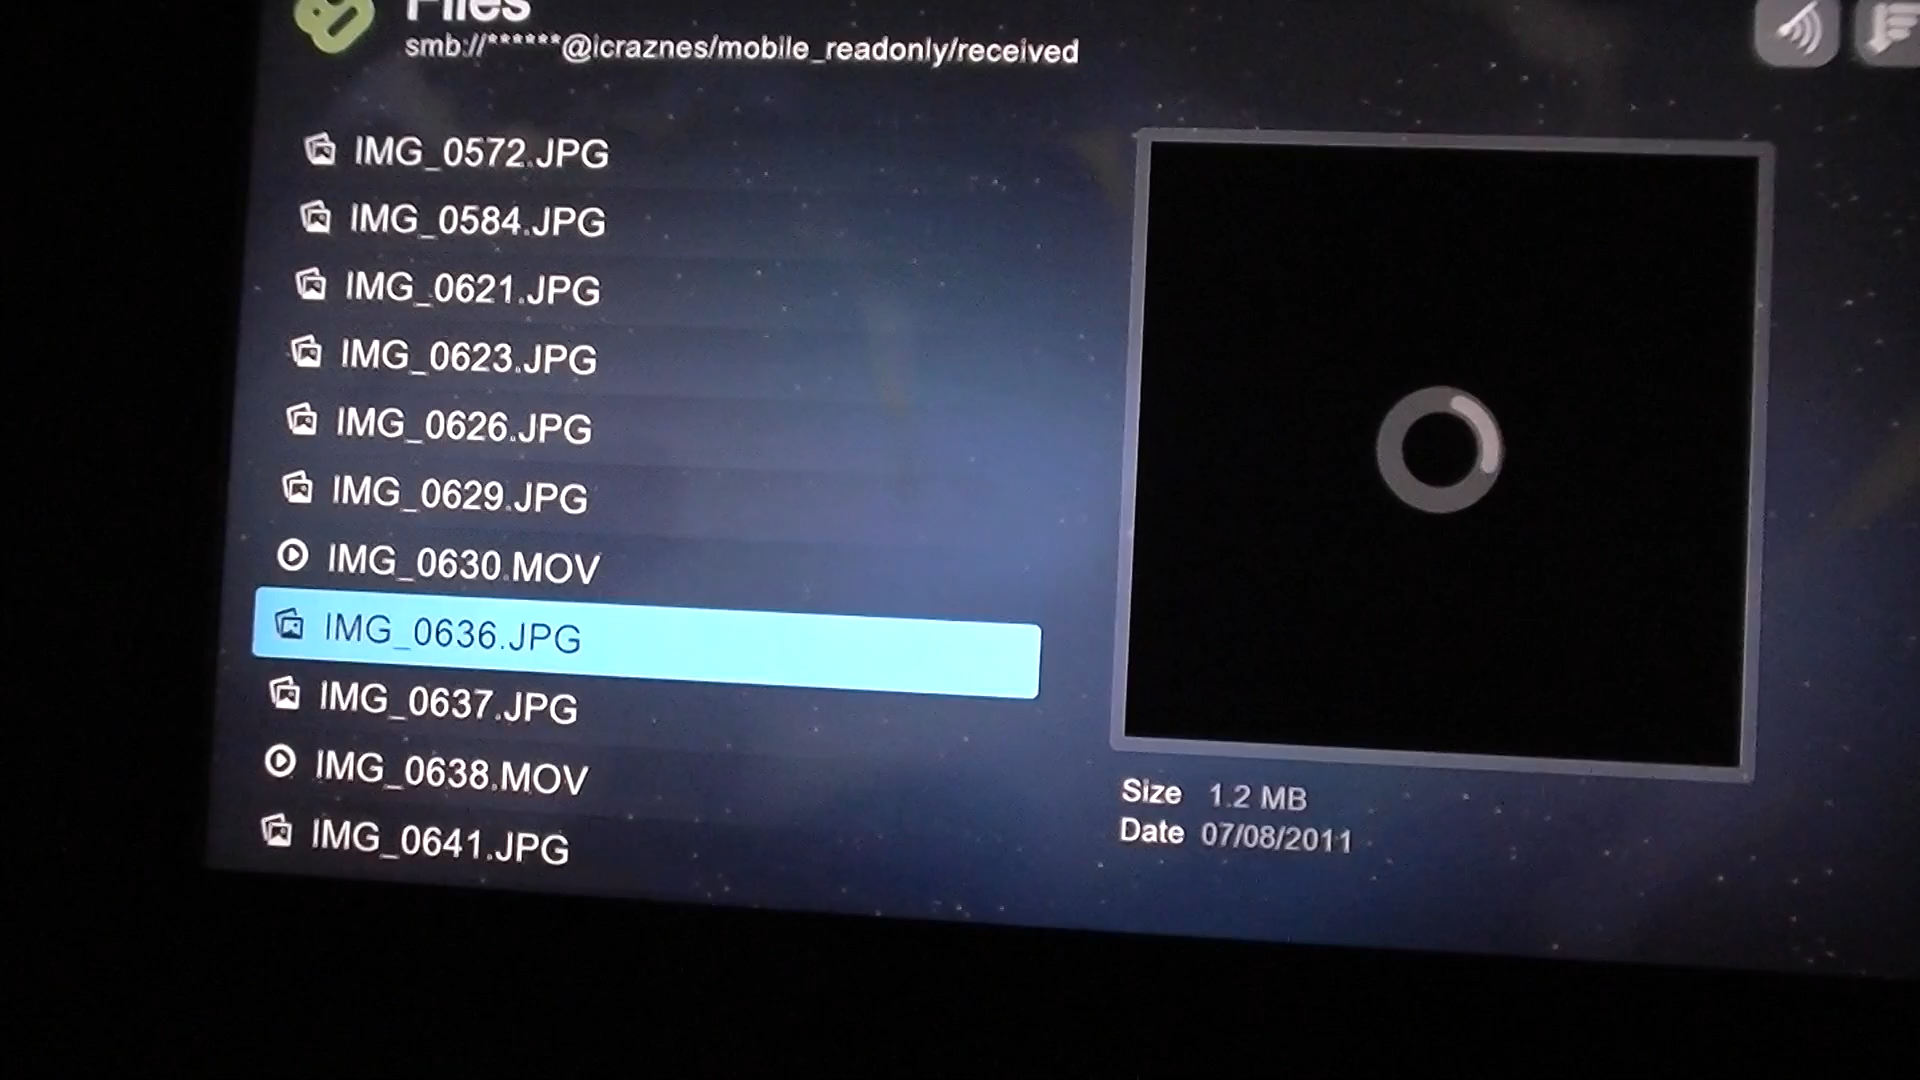 Files
smb://******@icraznes/mobile_readonly/received
IMG_0572.JPG
IMG_0584.JPG
IMG_0621.JPG
IMG_0623.JPG
IMG_0626.JPG
IMG_0629.JPG
IMG_0630.MOV
IMG_0636.JPG
IMG_0637.JPG
IMG_0638.MOV
IMG_0641.JPG
Size 1.2 MB
Date 07/08/2011